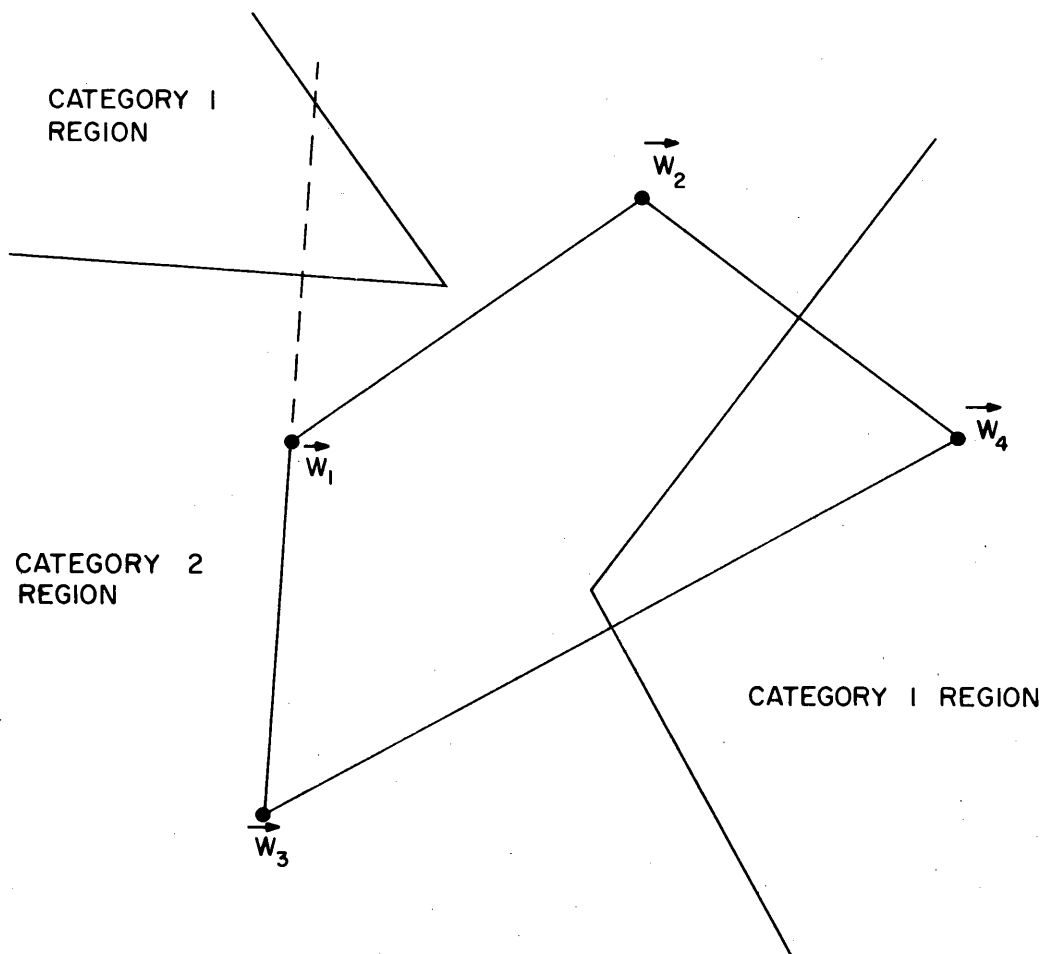 CATEGORY 1
REGION
W₂
W₄
W₁
CATEGORY 2
REGION
CATEGORY 1 REGION
W₃